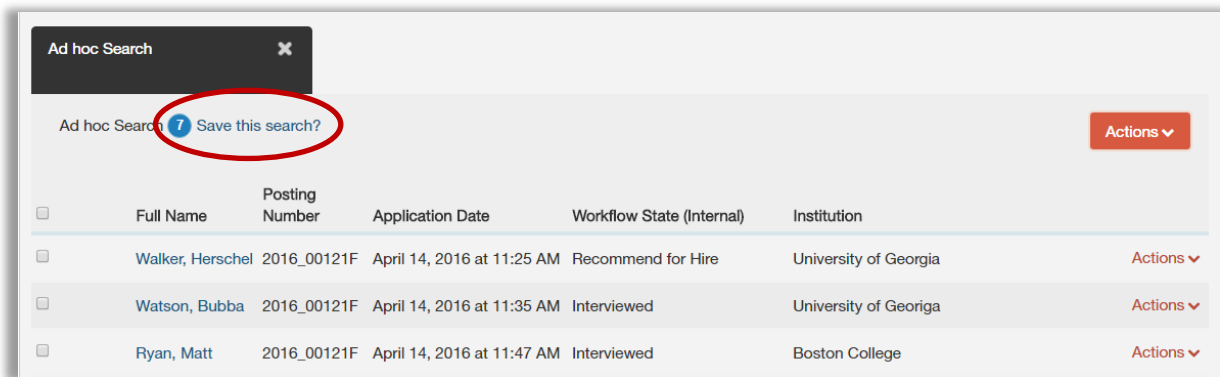 Ad hoc Search ✖
Ad hoc Search 7 Save this search?
Actions
Full Name Posting Number Application Date Workflow State (Internal) Institution
Walker, Herschel 2016_00121F April 14, 2016 at 11:25 AM Recommend for Hire University of Georgia Actions
Watson, Bubba 2016_00121F April 14, 2016 at 11:35 AM Interviewed University of Georiga Actions
Ryan, Matt 2016_00121F April 14, 2016 at 11:47 AM Interviewed Boston College Actions